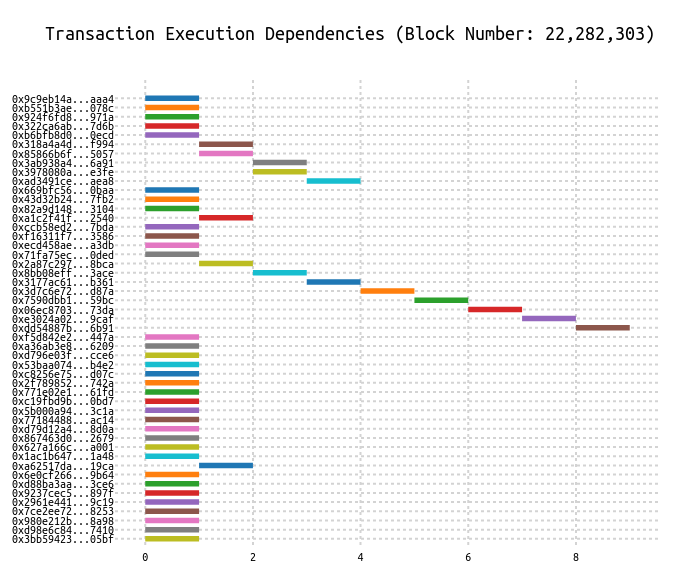 Transaction Execution Dependencies (Block Number: 22,282,303)
0x9c9eb14a...aaa4
0xb551b3ae...078c
0x924f6fd8...971a
0x322ca6ab...7d6b
0xb6bfb8d0...0ecd
0x318a4a4d...f994
0x85866b6f...5057
0x3ab938a4...6a91
0x3978080a...e3fe
0xad3491ce...aea8
0x669bfc56...0baa
0x43d32b24...7fb2
0x82a9d148...3104
0xa1c2f41f...2540
0xccb58ed2...7bda
0xf16311f7...3586
0xecd458ae...a3db
0x71fa75ec...0ded
0x2a87c297...8bca
0x8bb08eff...3ace
0x3177ac61...b361
0x3d7c6e72...d87a
0x7590dbb1...59bc
0x06ec8703...73da
0xe3024a02...9caf
0xdd54887b...6b91
0xf5d842e2...447a
0xa36ab3e8...6209
0xd796e03f...cce6
0x53baa074...b4e2
0xc8256e75...d07c
0x2f789852...742a
0x771e02e1...61fd
0xc19fbd9b...0bd7
0x5b000a94...3c1a
0x77184488...ac14
0xd79d12a4...8d0a
0x867463d0...2679
0x627a166c...a001
0x1ac1b647...1a48
0xa62517da...19ca
0x6e0cf266...9b64
0xd88ba3aa...3ce6
0x9237cec5...897f
0x2961e441...9c19
0x7ce2ee72...8253
0x980e212b...8a98
0xd98e6c84...7410
0x3bb59423...05bf
0 2 4 6 8